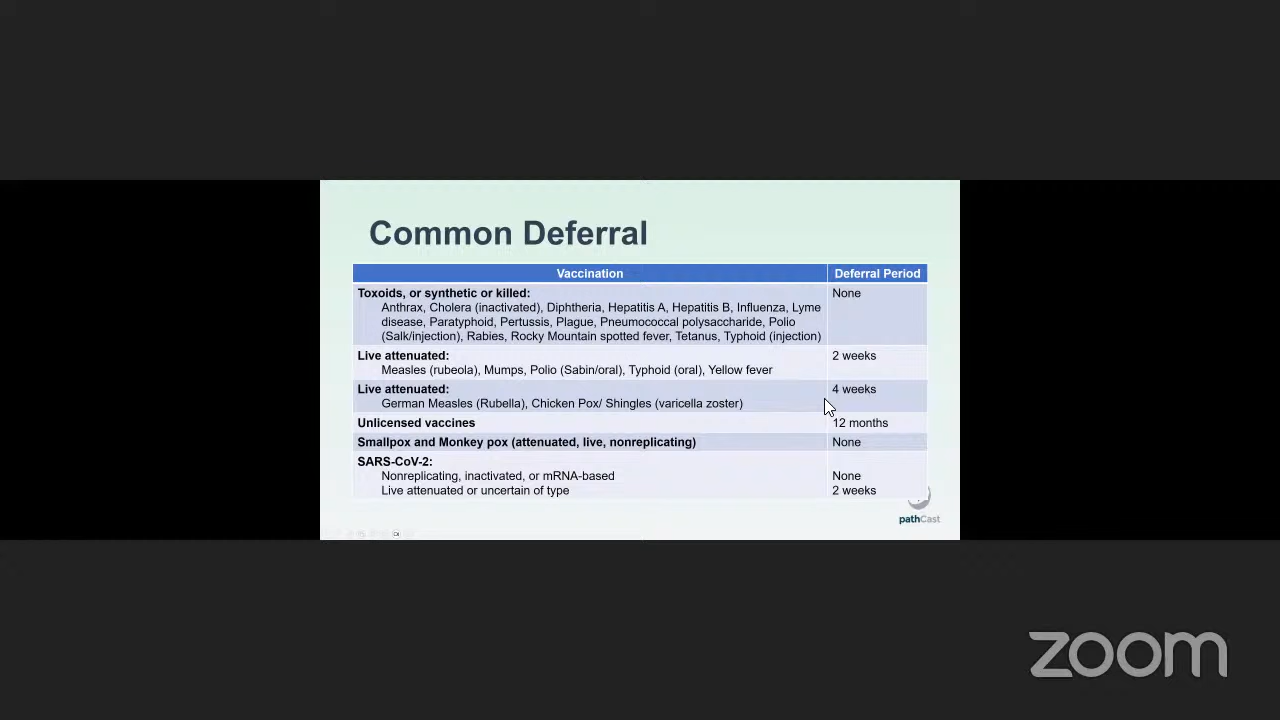 Common Deferral
Vaccination Deferral Period
Toxoids, or synthetic or killed: None
Anthrax, Cholera (inactivated), Diphtheria, Hepatitis A, Hepatitis B, Influenza, Lyme
disease, Paratyphoid, Pertussis, Plague, Pneumococcal polysaccharide, Polio
(Salk/injection), Rabies, Rocky Mountain spotted fever, Tetanus, Typhoid (injection)
Live attenuated: 2 weeks
Measles (rubeola), Mumps, Polio (Sabin/oral), Typhoid (oral), Yellow fever
Live attenuated: 4 weeks
German Measles (Rubella), Chicken Pox/ Shingles (varicella zoster)
Unlicensed vaccines 12 months
Smallpox and Monkey pox (attenuated, live, nonreplicating) None
SARS-CoV-2:
Nonreplicating, inactivated, or mRNA-based None
Live attenuated or uncertain of type 2 weeks
pathCast
zoom